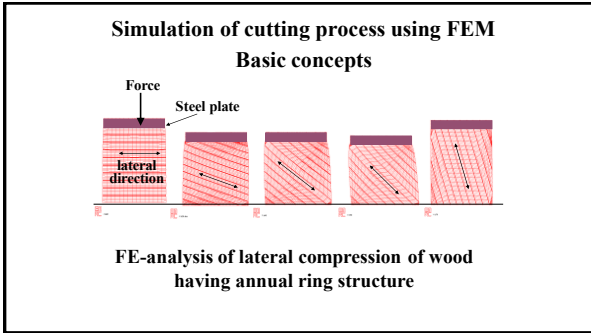 Simulation of cutting process using FEM
Basic concepts
Force
Steel plate
lateral
direction
FE-analysis of lateral compression of wood
having annual ring structure